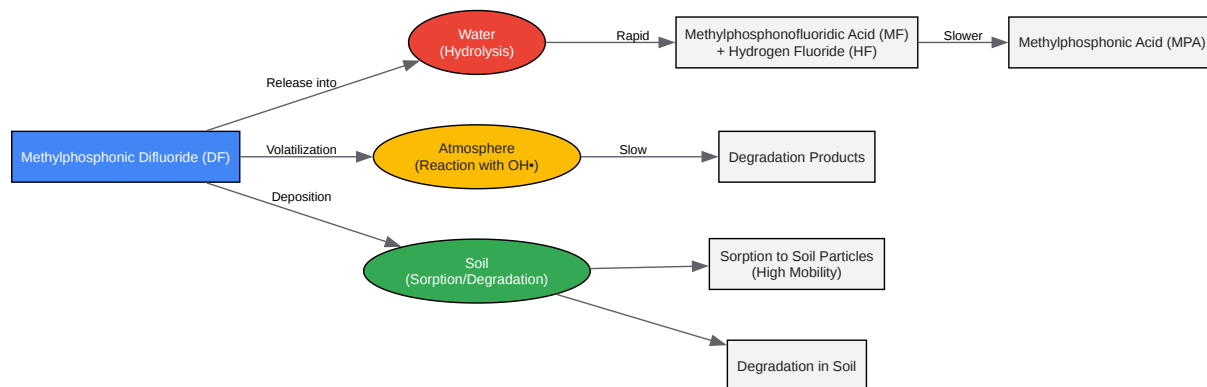 Water
(Hydrolysis)
Rapid
Methylphosphonofluoridic Acid (MF)
+ Hydrogen Fluoride (HF)
Slower
Methylphosphonic Acid (MPA)
Release into
Methylphosphonic Difluoride (DF)
Volatilization
Atmosphere
(Reaction with OH•)
Slow
Degradation Products
Deposition
Soil
(Sorption/Degradation)
Sorption to Soil Particles
(High Mobility)
Degradation in Soil